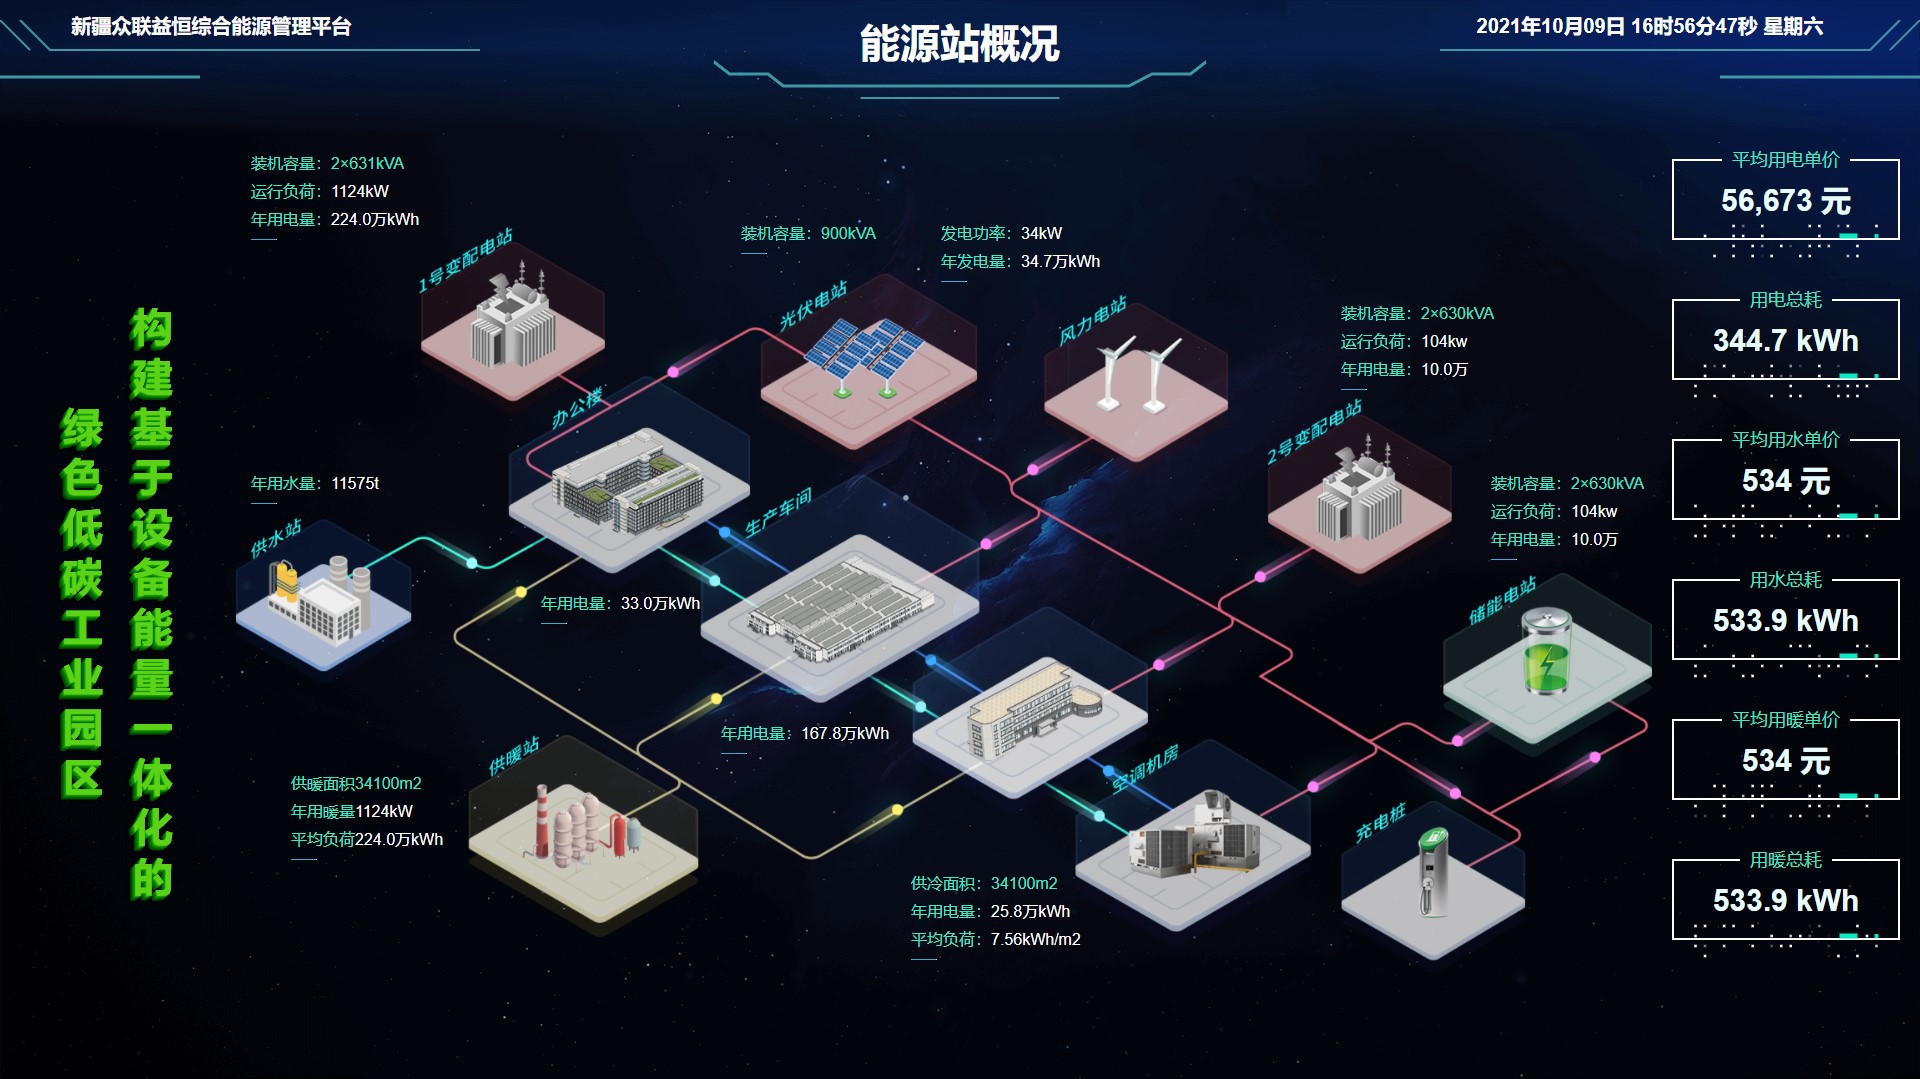 新疆众联益恒综合能源管理平台
能源站概况
2021年10月09日 16时56分47秒 星期六
装机容量：2×631kVA
运行负荷：1124kW
年用电量：224.0万kWh
1号变配电站
装机容量：900kVA
光伏电站
发电功率：34kW
年发电量：34.7万kWh
风力电站
装机容量：2×630kVA
运行负荷：104kw
年用电量：10.0万
2号变配电站
装机容量：2×630kVA
运行负荷：104kw
年用电量：10.0万
储能电站
构建基于设备能量一体化的
绿色低碳工业园区
办公楼
年用水量：11575t
供水站
生产车间
年用电量：33.0万kWh
年用电量：167.8万kWh
供暖站
供暖面积34100m2
年用暖量1124kW
平均负荷224.0万kWh
空调机房
供冷面积：34100m2
年用电量：25.8万kWh
平均负荷：7.56kWh/m2
充电桩
平均用电单价
56,673 元
用电总耗
344.7 kWh
平均用水单价
534 元
用水总耗
533.9 kWh
平均用暖单价
534 元
用暖总耗
533.9 kWh